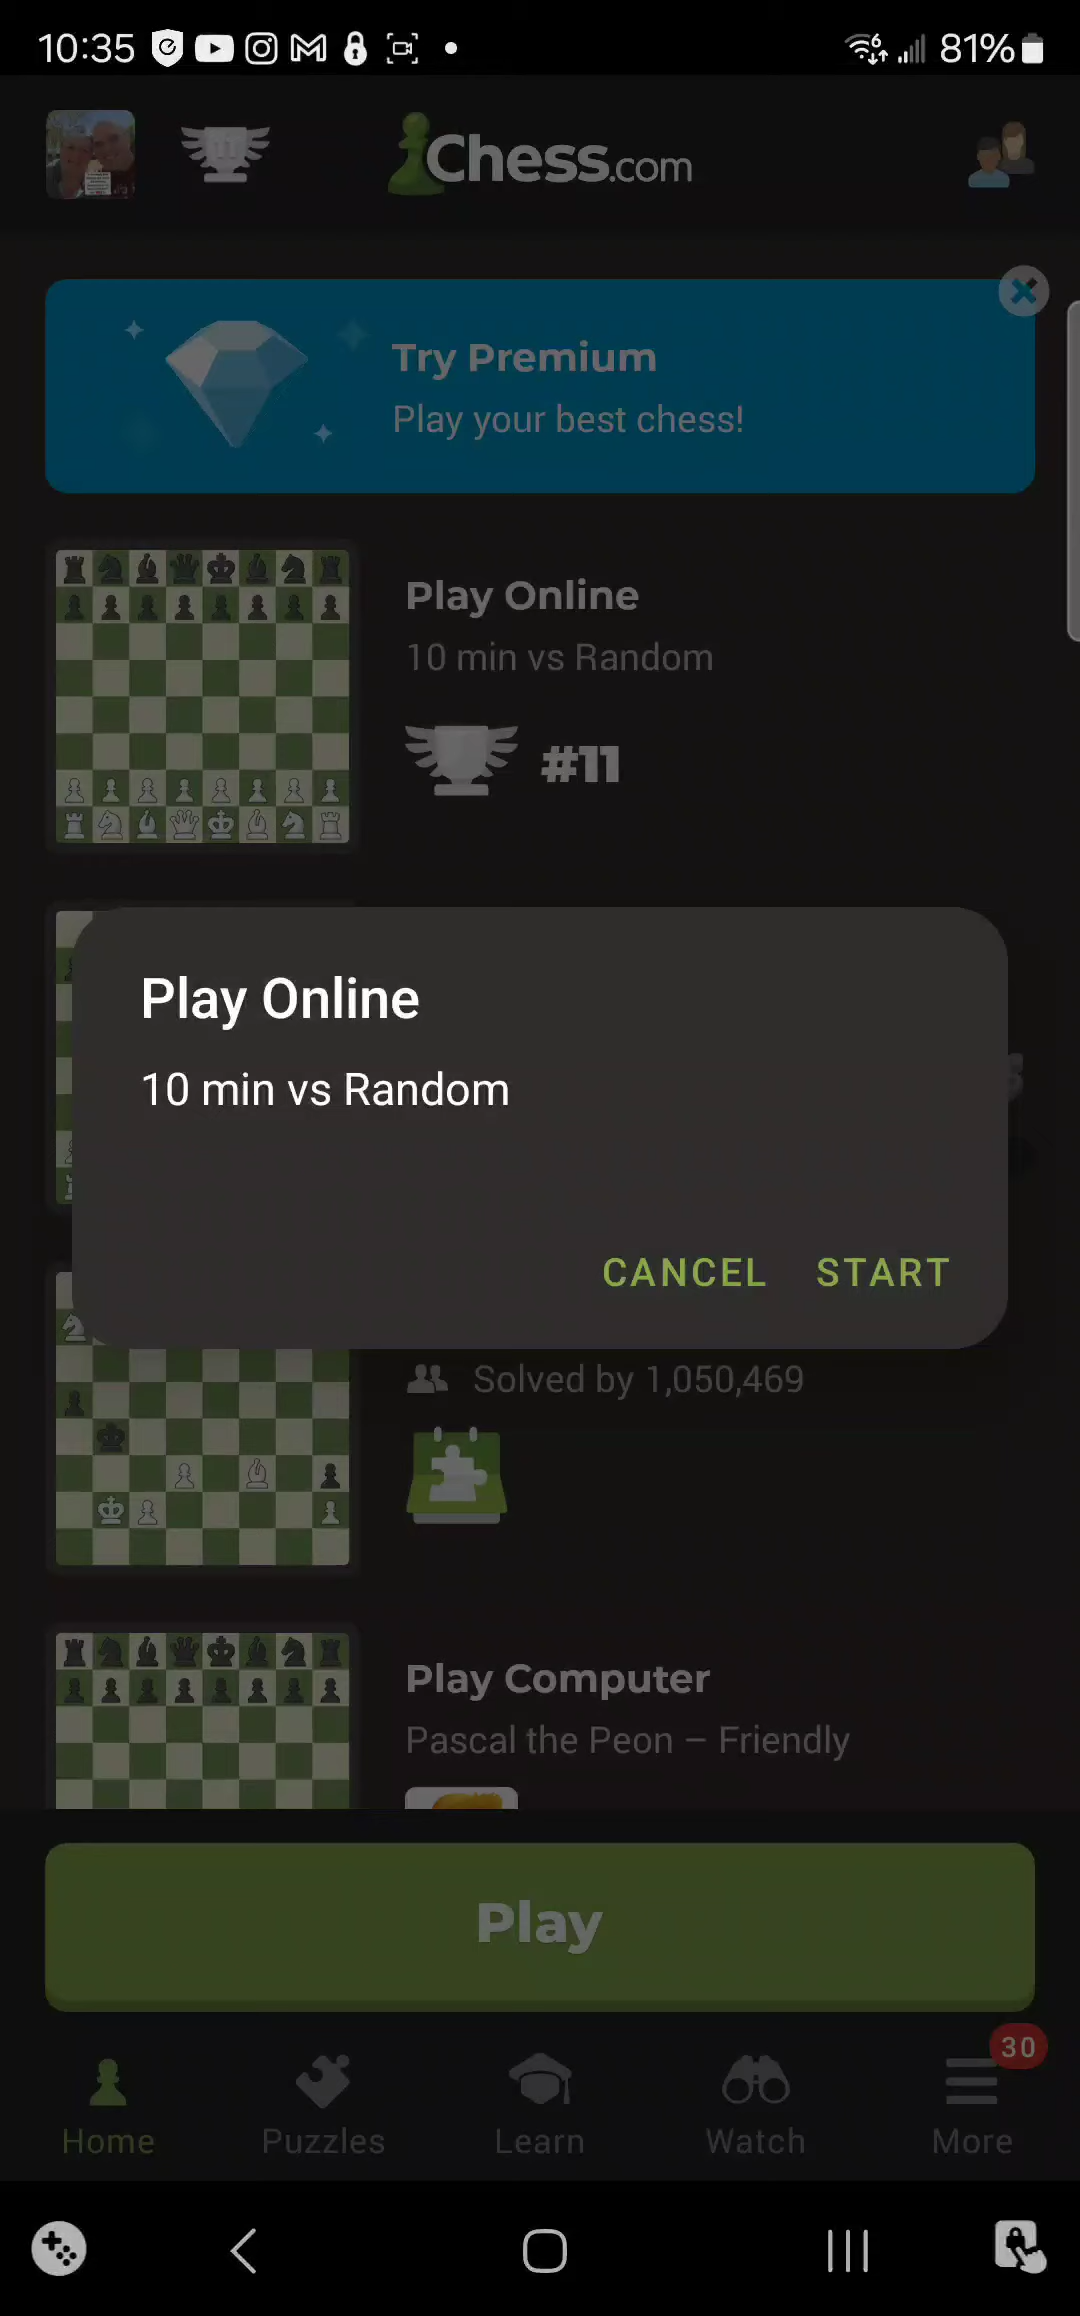 10:35
81%
Chess.com
Try Premium
Play your best chess!
Play Online
10 min vs Random
#11
Play Online
10 min vs Random
CANCEL START
Solved by 1,050,469
Play Computer
Pascal the Peon – Friendly
Play
30
Home Puzzles Learn Watch More